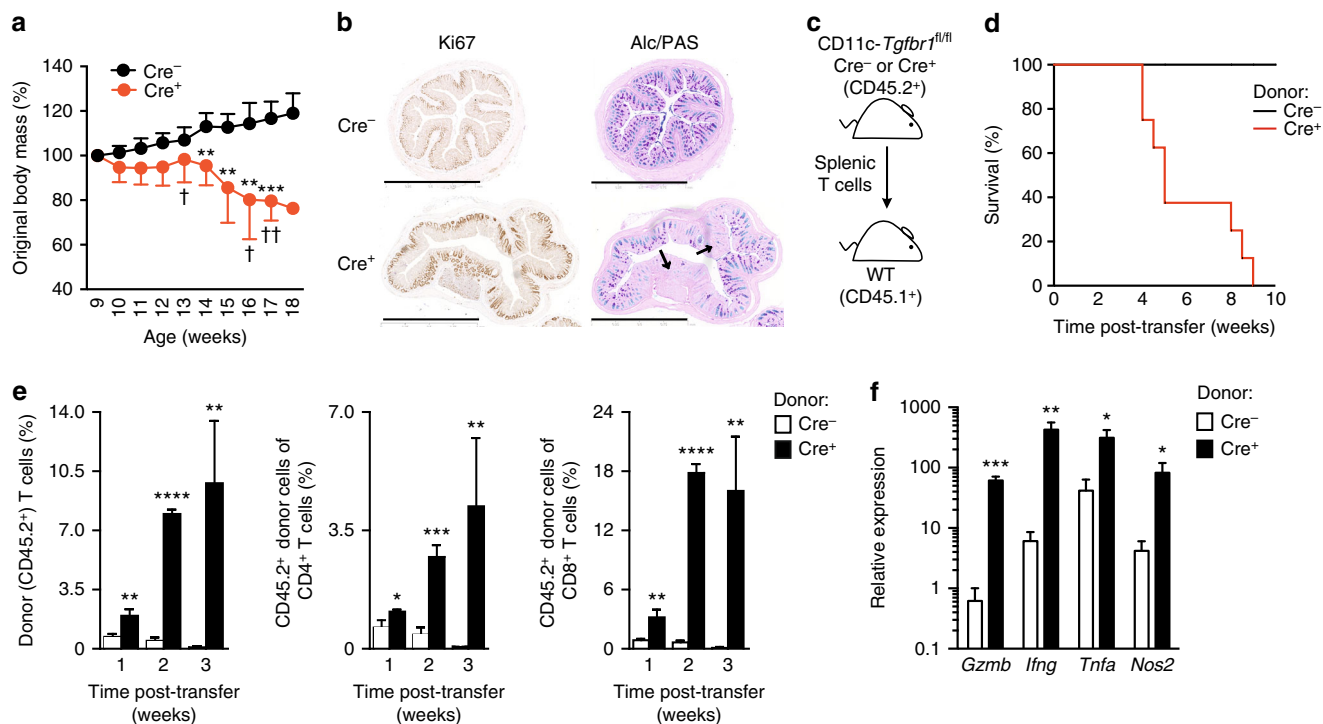 a
Original body mass (%)
140
120
100
80
60
40
Cre⁻
Cre⁺
**
**
**
***
†
†
††
9 10 11 12 13 14 15 16 17 18
Age (weeks)
b
Ki67
Alc/PAS
Cre⁻
Cre⁺
c
CD11c-Tgfbr1fl/fl
Cre⁻ or Cre⁺
(CD45.2⁺)
Splenic
T cells
WT
(CD45.1⁺)
d
Survival (%)
100
80
60
40
20
0
0 2 4 6 8 10
Time post-transfer (weeks)
Donor:
Cre⁻
Cre⁺
e
Donor (CD45.2⁺) T cells (%)
14.0
10.5
7.0
3.5
0
**
****
**
1 2 3
Time post-transfer
(weeks)
CD45.2⁺ donor cells of
CD4⁺ T cells (%)
7.0
3.5
0
*
***
**
1 2 3
Time post-transfer
(weeks)
CD45.2⁺ donor cells of
CD8⁺ T cells (%)
24
18
12
6
0
**
****
**
1 2 3
Time post-transfer
(weeks)
Donor:
Cre⁻
Cre⁺
f
Relative expression
1000
100
10
1
0.1
***
**
*
*
Gzmb Ifng Tnfa Nos2
Donor:
Cre⁻
Cre⁺